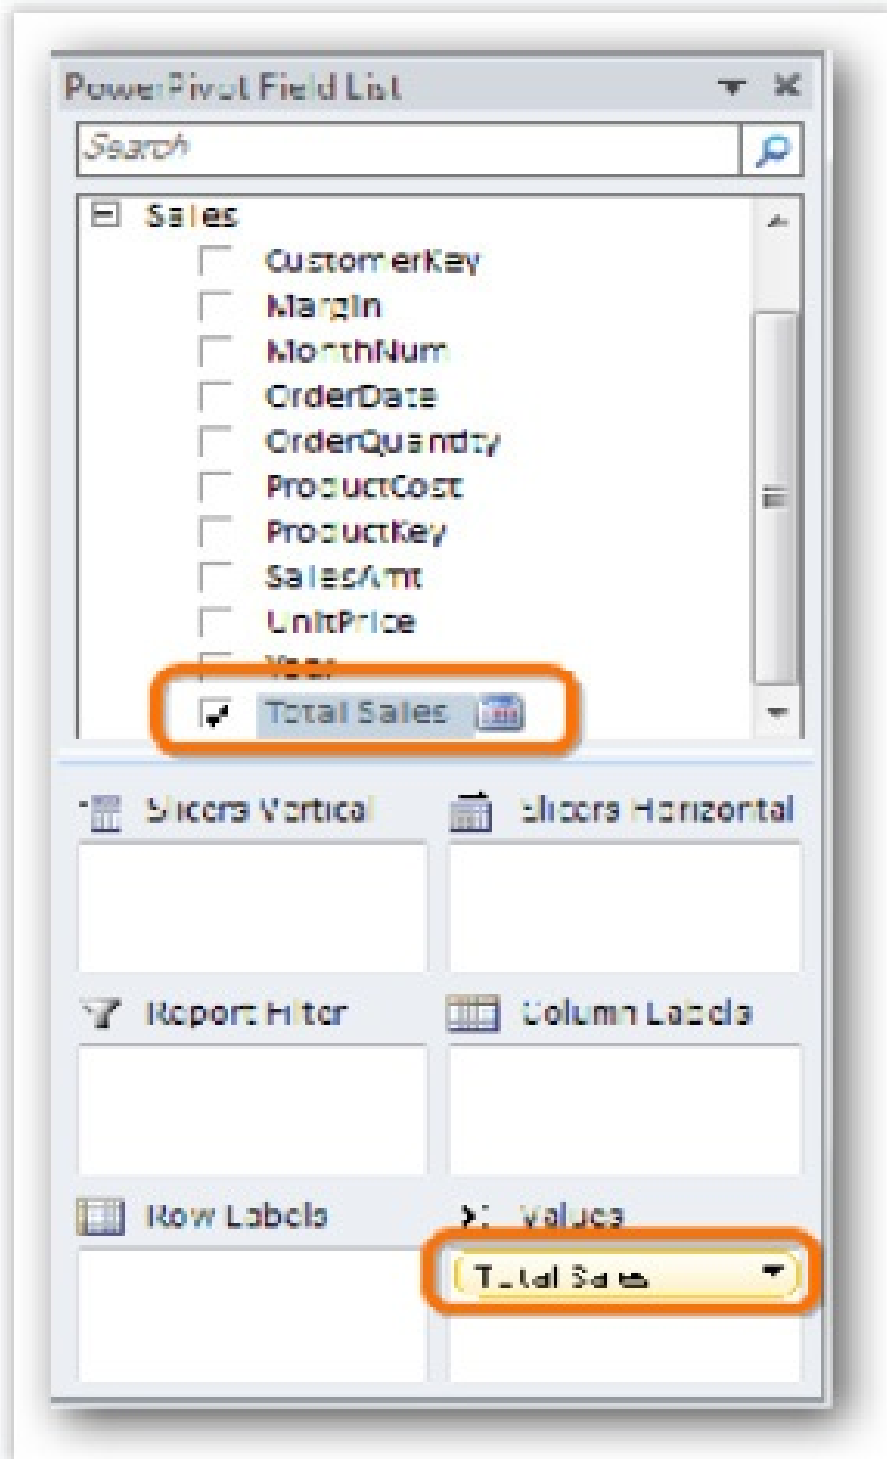 PowerPivot Field List
Search
Sales
CustomerKey
Margin
MonthNum
OrderDate
OrderQuantity
ProductCost
ProductKey
SalesAmt
UnitPrice
Year
Total Sales
Slicers Vertical
Slicers Horizontal
Report Filter
Column Labels
Row Labels
Values
Total Sales